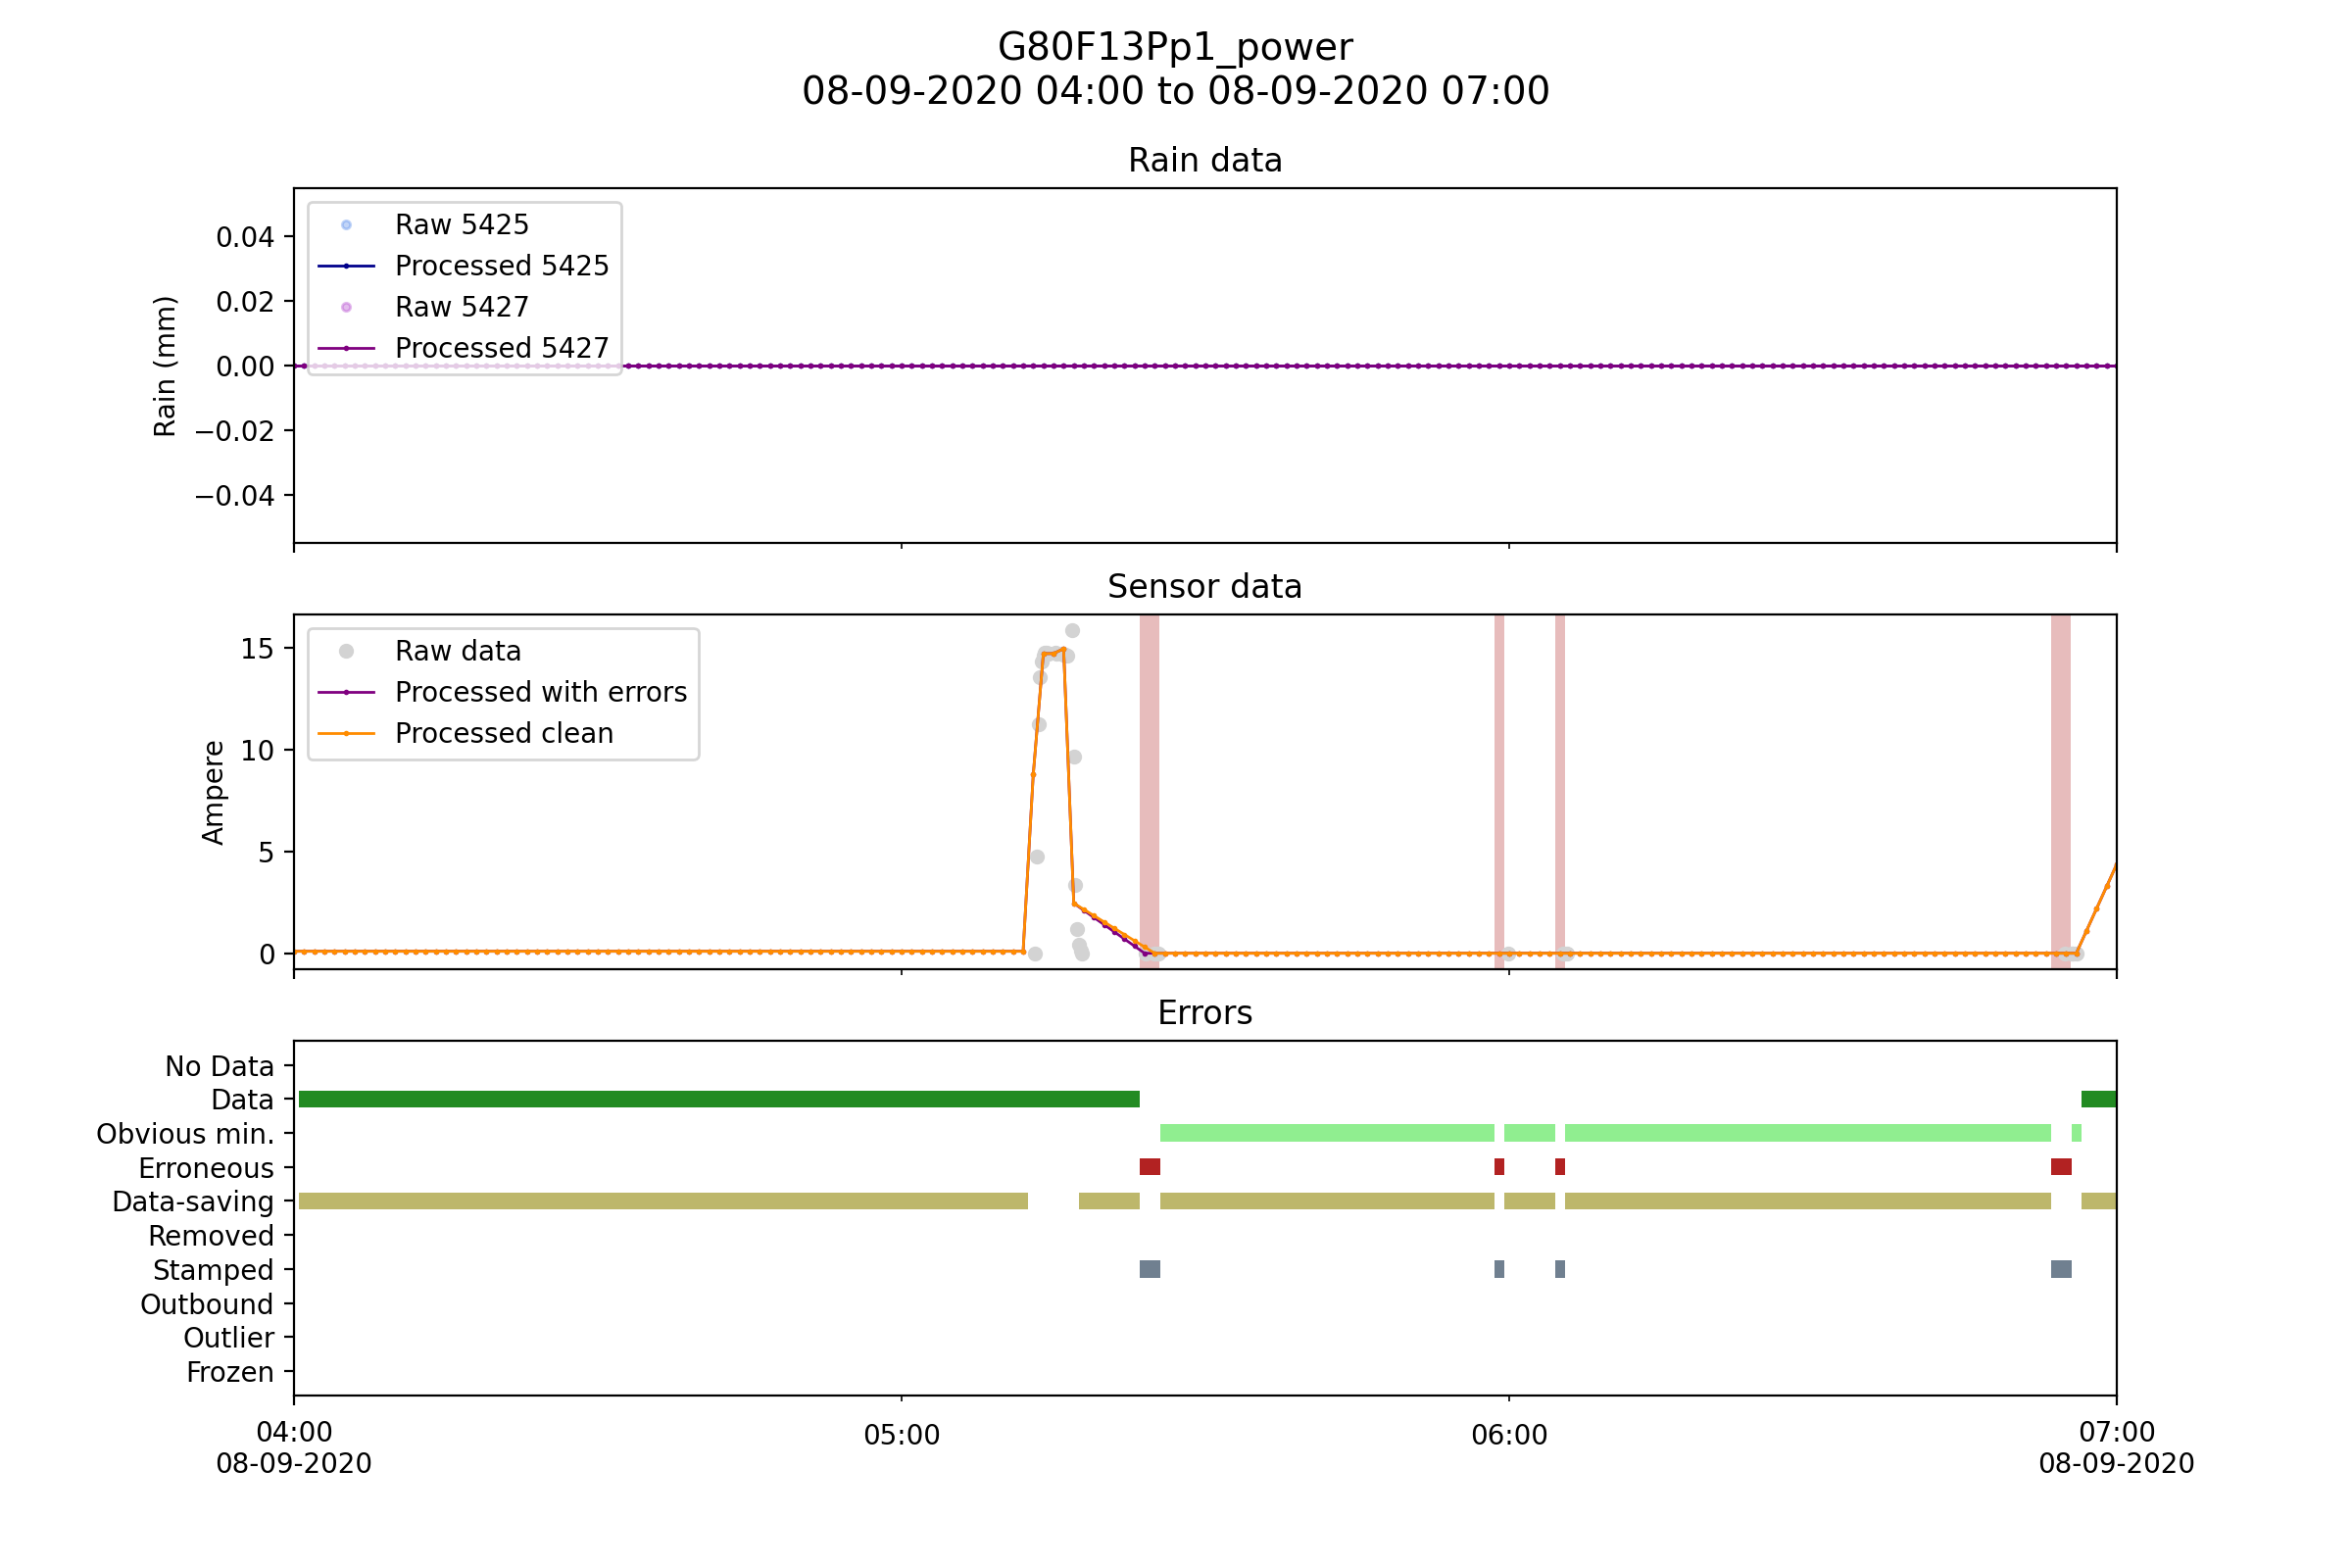 G80F13Pp1_power
08-09-2020 04:00 to 08-09-2020 07:00
Rain data
Rain (mm)
0.04
0.02
0.00
−0.02
−0.04
Raw 5425
Processed 5425
Raw 5427
Processed 5427
Sensor data
Ampere
15
10
5
0
Raw data
Processed with errors
Processed clean
Errors
No Data
Data
Obvious min.
Erroneous
Data-saving
Removed
Stamped
Outbound
Outlier
Frozen
04:00
08-09-2020
05:00
06:00
07:00
08-09-2020